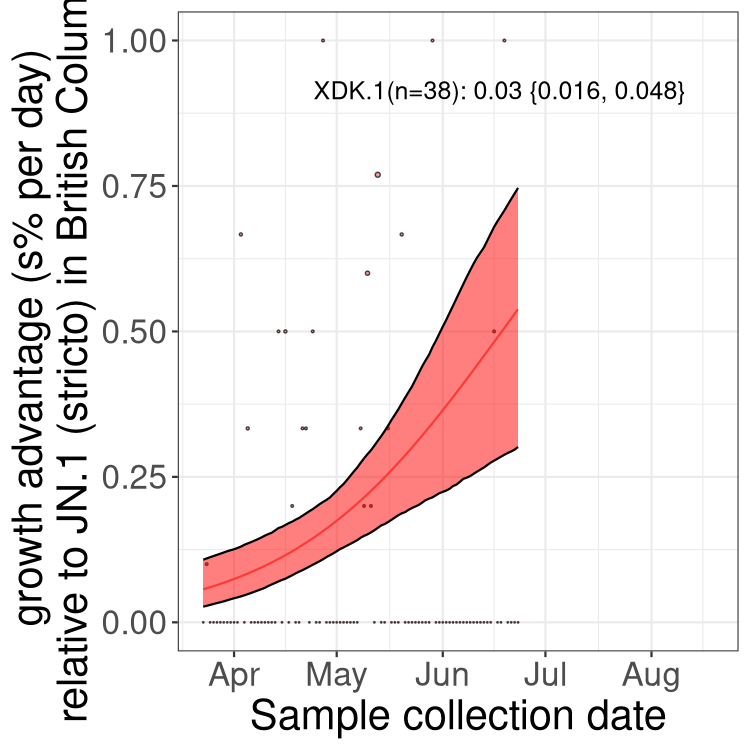 growth advantage (s% per day)
relative to JN.1 (stricto) in British Colum
1.00
0.75
0.50
0.25
0.00
XDK.1(n=38): 0.03 {0.016, 0.048}
Apr May Jun Jul Aug
Sample collection date